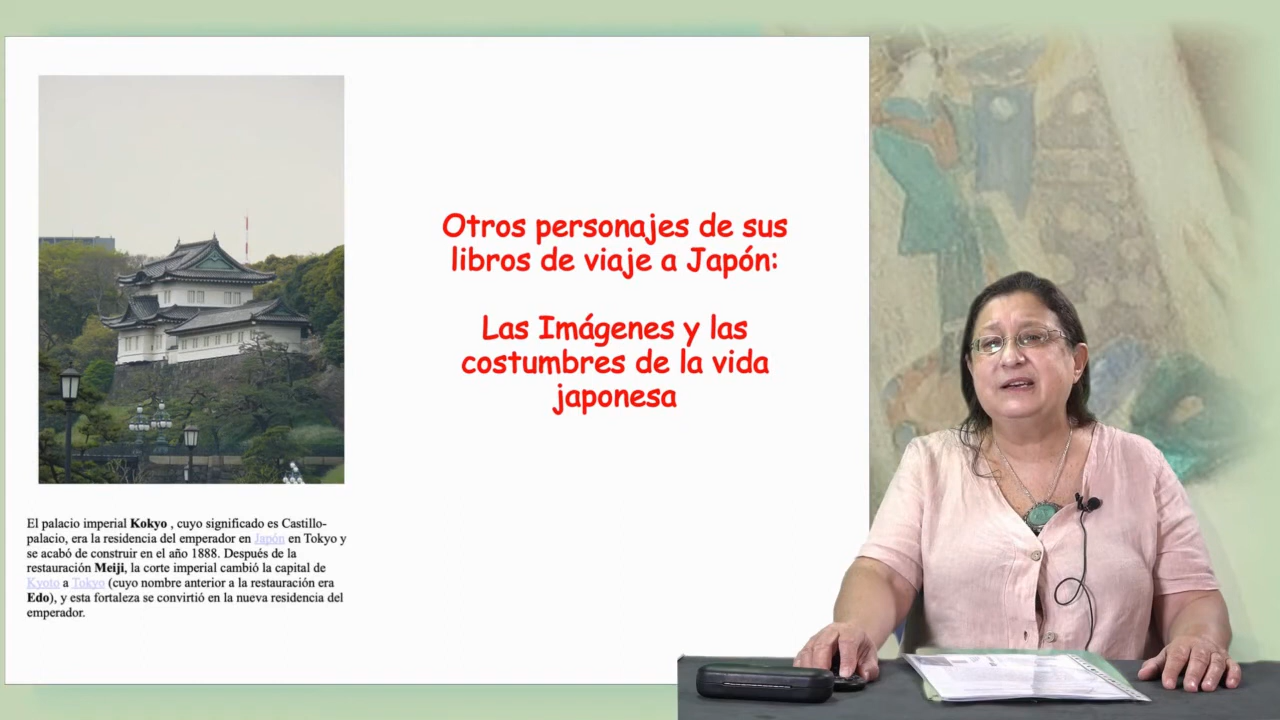 Otros personajes de sus
libros de viaje a Japón:
Las Imágenes y las
costumbres de la vida
japonesa
El palacio imperial Kokyo , cuyo significado es Castillo-
palacio, era la residencia del emperador en Japón en Tokyo y
se acabó de construir en el año 1888. Después de la
restauración Meiji, la corte imperial cambió la capital de
Kyoto a Tokyo (cuyo nombre anterior a la restauración era
Edo), y esta fortaleza se convirtió en la nueva residencia del
emperador.